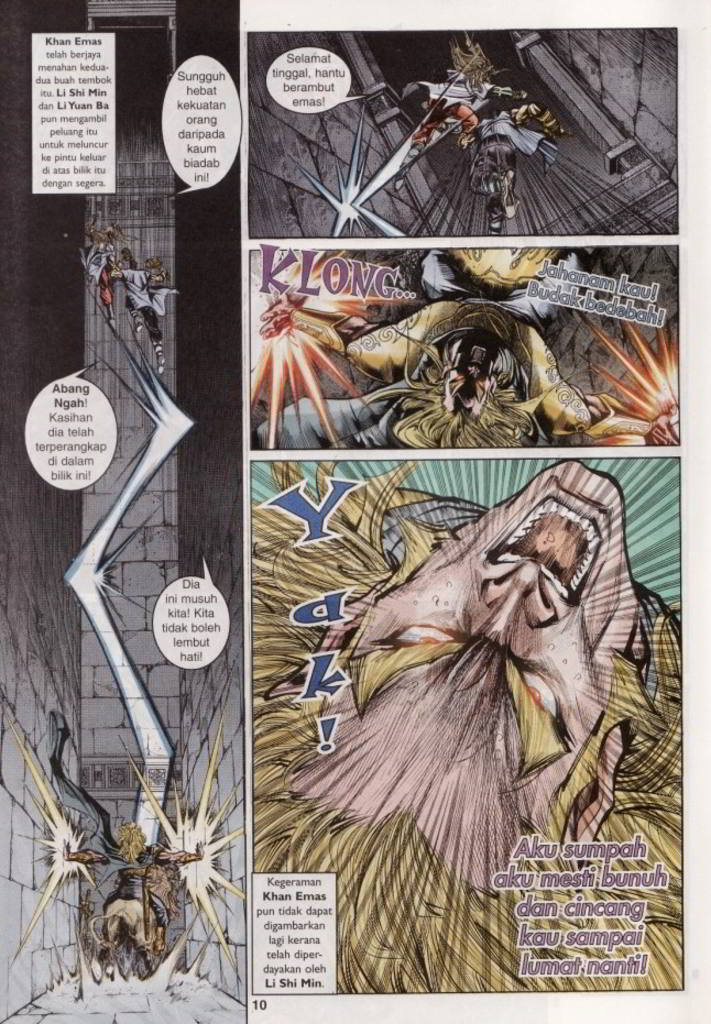 Khan Emas
telah berjaya
menahan kedua-
dua buah tembok
itu. Li Shi Min
dan Li Yuan Ba
pun mengambil
peluang itu
untuk meluncur
ke pintu keluar
di atas bilik itu
dengan segera.
Sungguh
hebat
kekuatan
orang
daripada
kaum
biadab
ini!
Abang
Ngah!
Kasihan
dia telah
terperangkap
di dalam
bilik ini!
Dia
ini musuh
kita! Kita
tidak boleh
lembut
hati!
Selamat
tinggal, hantu
berambut
emas!
KLONG...
Jahanam kau!
Budak bedebah!
Yak!
Aku sumpah
aku mesti bunuh
dan cincang
kau sampai
lumat nanti!
Kegeraman
Khan Emas
pun tidak dapat
digambarkan
lagi kerana
telah diper-
dayakan oleh
Li Shi Min.
10